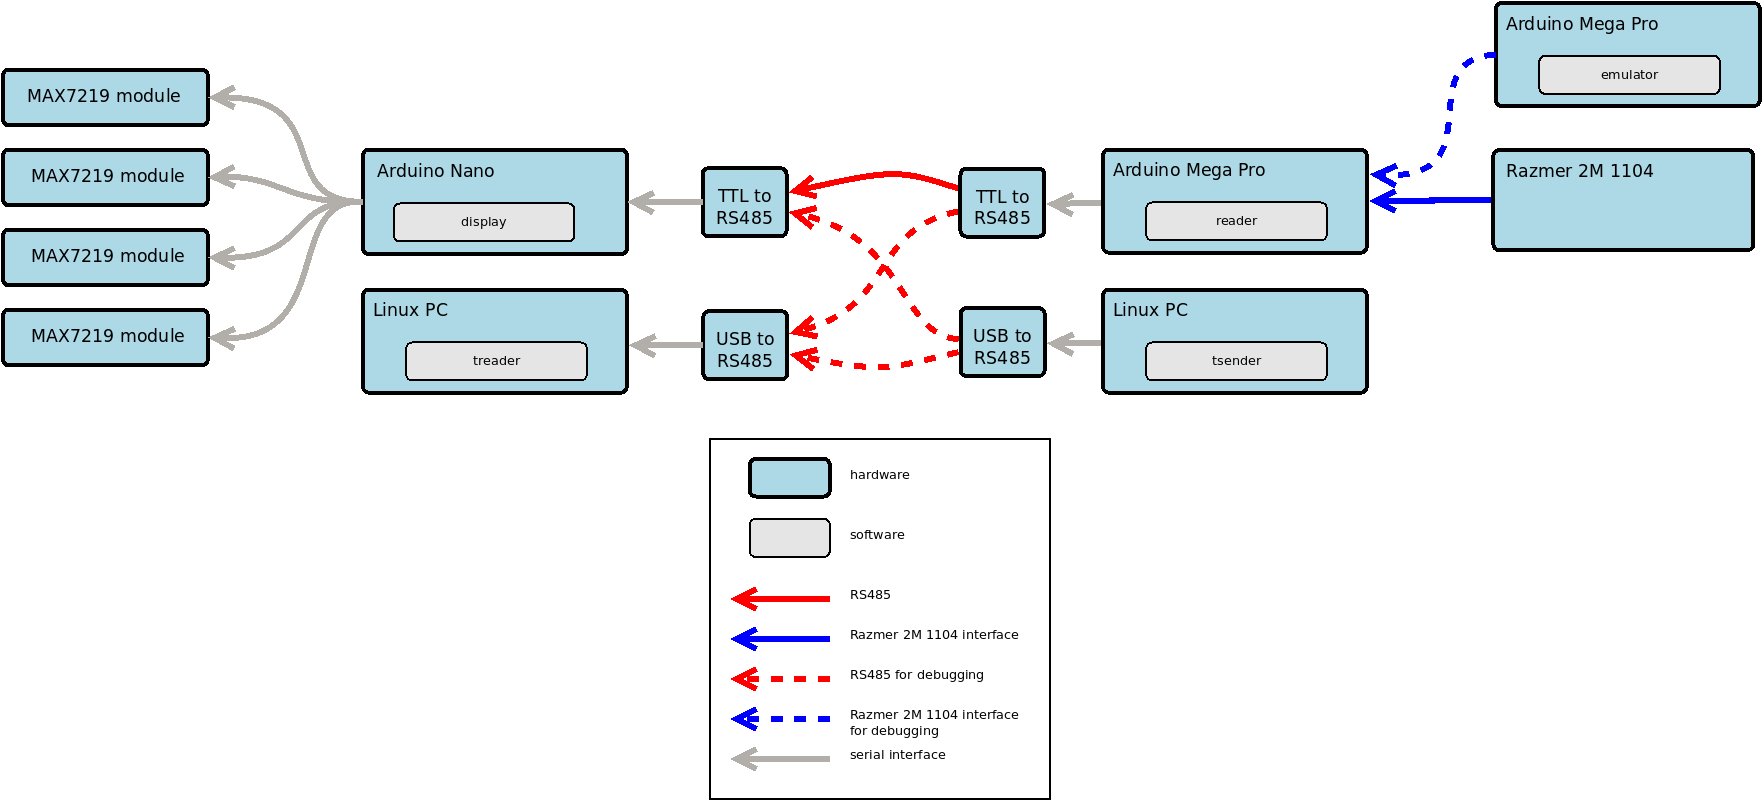 Arduino Mega Pro
emulator
MAX7219 module
MAX7219 module
MAX7219 module
MAX7219 module
Arduino Nano
display
TTL to
RS485
TTL to
RS485
Arduino Mega Pro
reader
Razmer 2M 1104
Linux PC
treader
USB to
RS485
USB to
RS485
Linux PC
tsender
hardware
software
RS485
Razmer 2M 1104 interface
RS485 for debugging
Razmer 2M 1104 interface
for debugging
serial interface